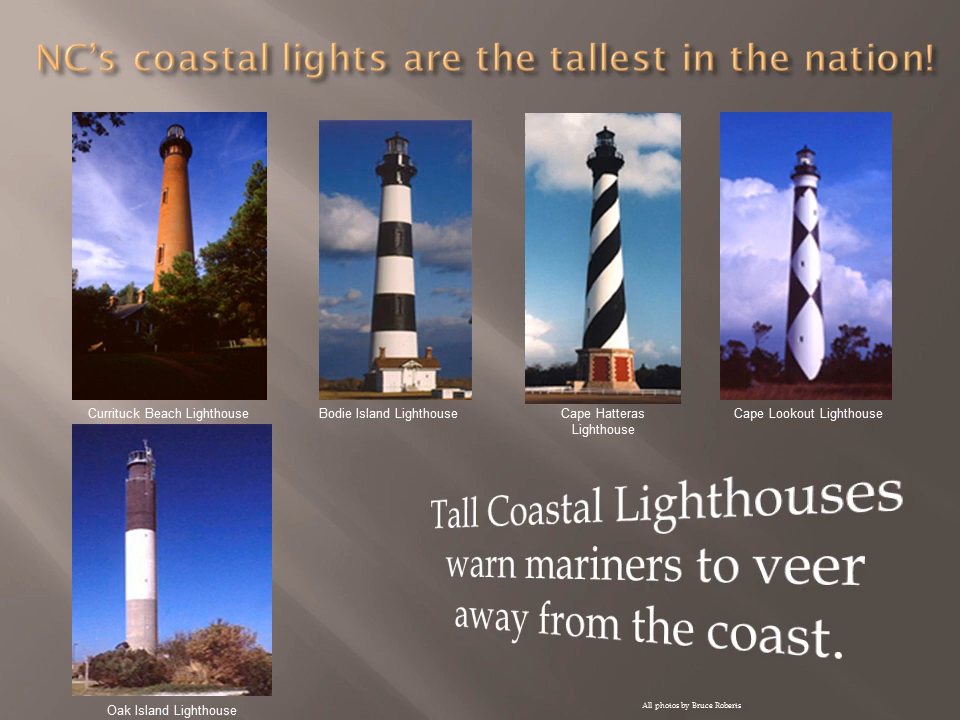 NC’s coastal lights are the tallest in the nation!
Currituck Beach Lighthouse
Bodie Island Lighthouse
Cape Hatteras
Lighthouse
Cape Lookout Lighthouse
Tall Coastal Lighthouses
warn mariners to veer
away from the coast.
Oak Island Lighthouse
All photos by Bruce Roberts